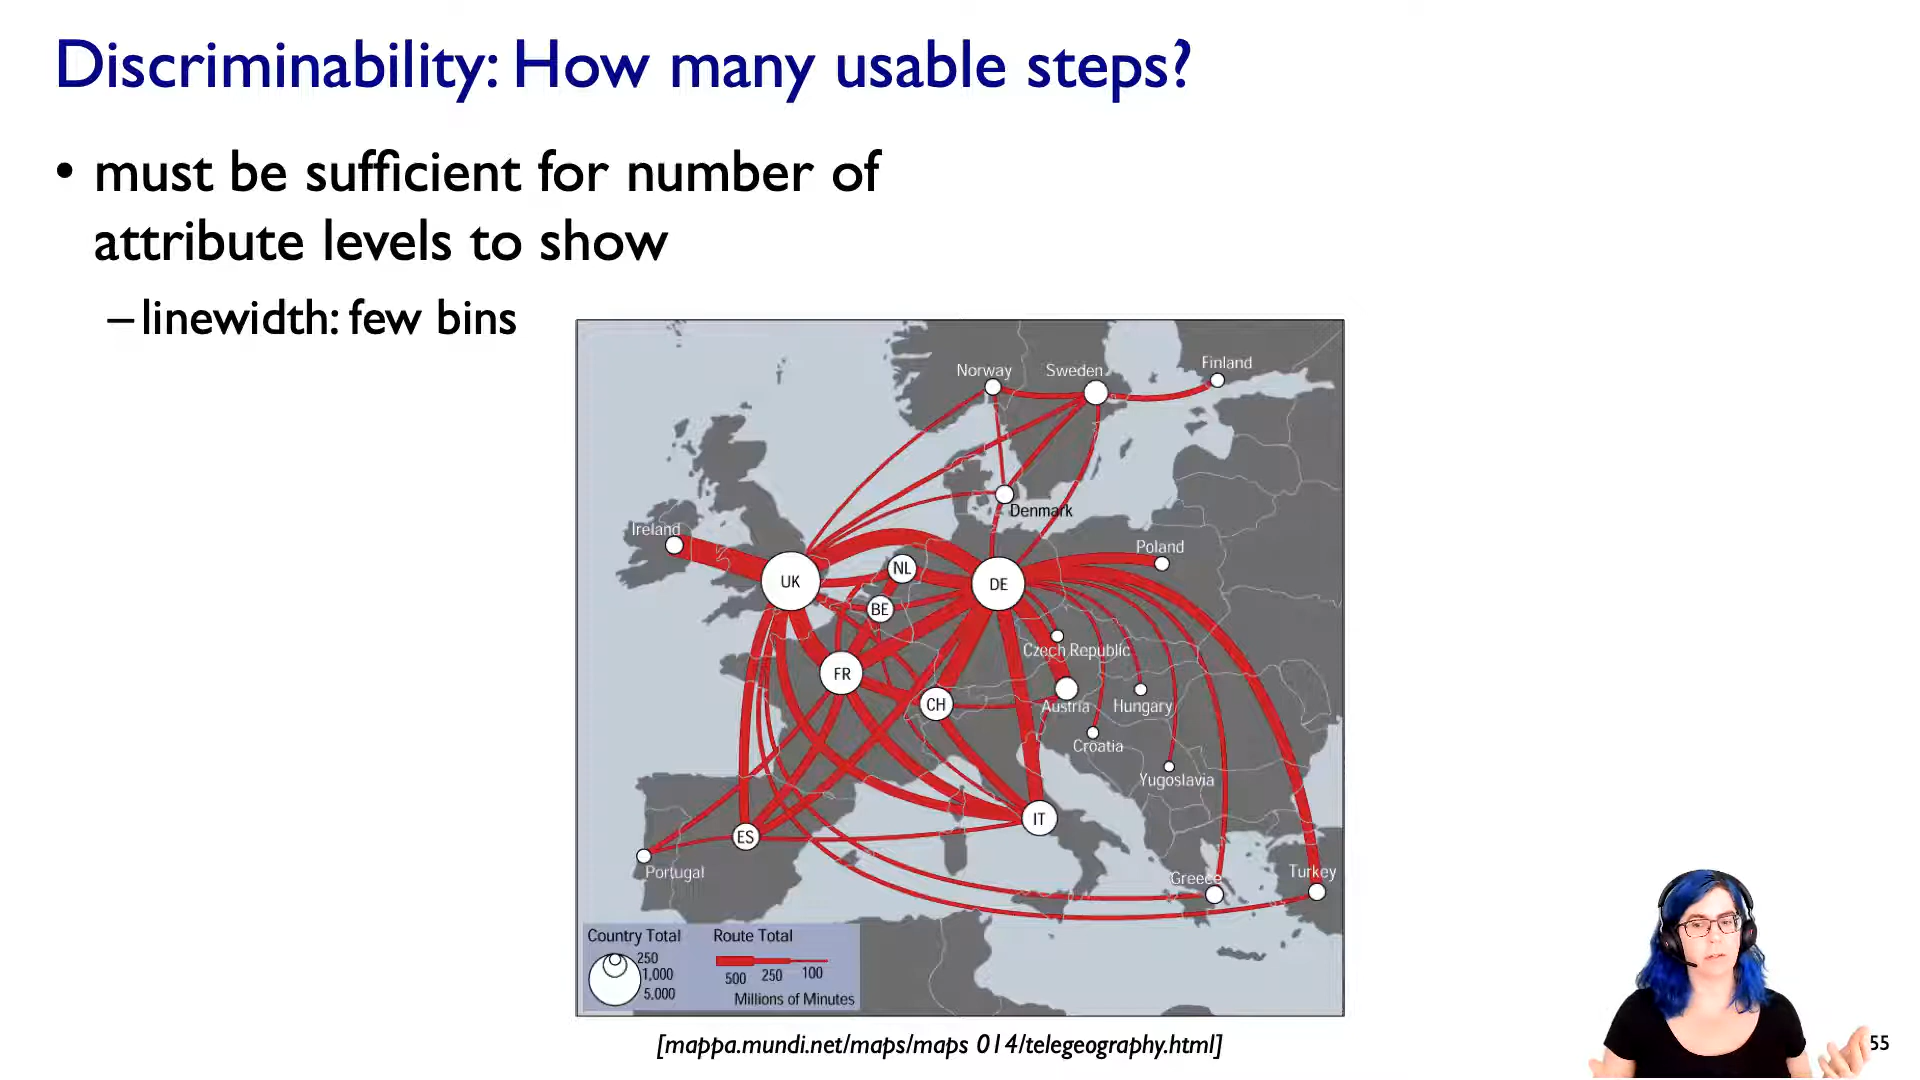 Discriminability: How many usable steps?
• must be sufficient for number of
attribute levels to show
– linewidth: few bins
Norway
Sweden
Finland
Denmark
Ireland
Poland
UK
NL
DE
BE
Czech Republic
FR
CH
Austria
Hungary
Croatia
Yugoslavia
IT
ES
Portugal
Greece
Turkey
Country Total
250
1,000
5,000
Route Total
500 250 100
Millions of Minutes
[mappa.mundi.net/maps/maps 014/telegeography.html]
55